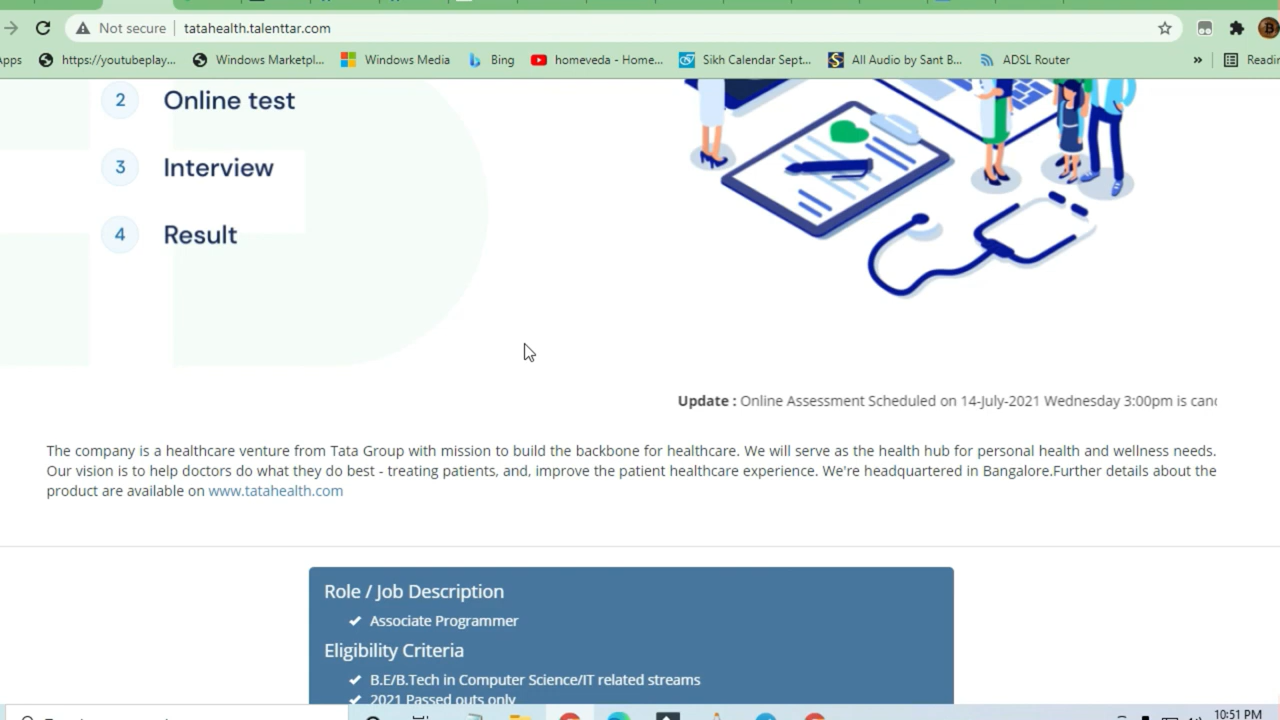 Not secure tatahealth.talenttar.com
https://youtubeplay... Windows Marketpl... Windows Media Bing homeveda - Home... Sikh Calendar Sept... All Audio by Sant B... ADSL Router »
2 Online test
3 Interview
4 Result
Update : Online Assessment Scheduled on 14-July-2021 Wednesday 3:00pm is
The company is a healthcare venture from Tata Group with mission to build the backbone for healthcare. We will serve as the health hub for personal health and wellness needs.
Our vision is to help doctors do what they do best - treating patients, and, improve the patient healthcare experience. We're headquartered in Bangalore.Further details about the
product are available on www.tatahealth.com
Role / Job Description
Associate Programmer
Eligibility Criteria
B.E/B.Tech in Computer Science/IT related streams
2021 Passed outs only
10:51 PM